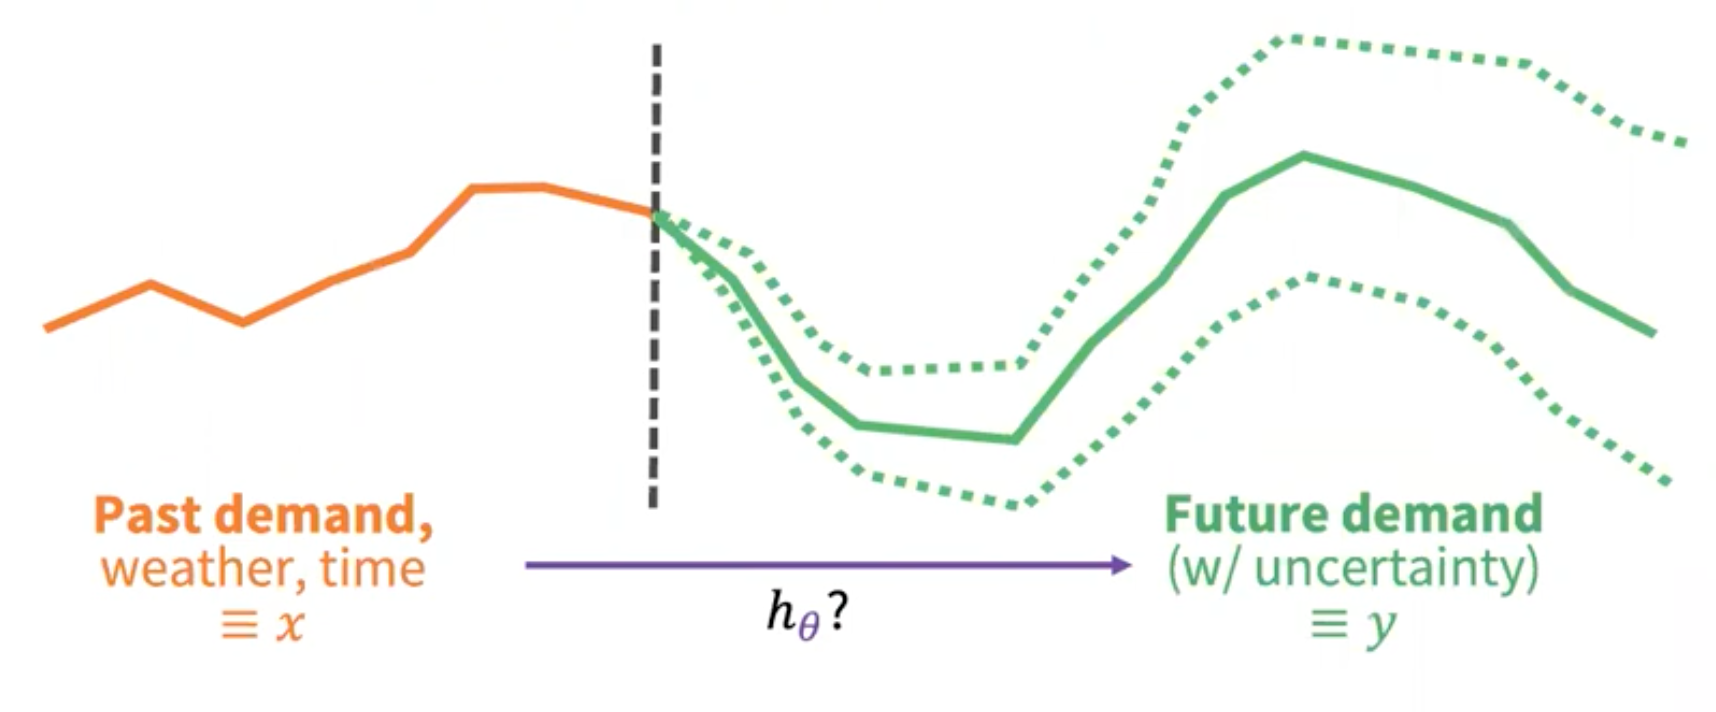 Past demand,
weather, time
≡ x
h_θ?
Future demand
(w/ uncertainty)
≡ y